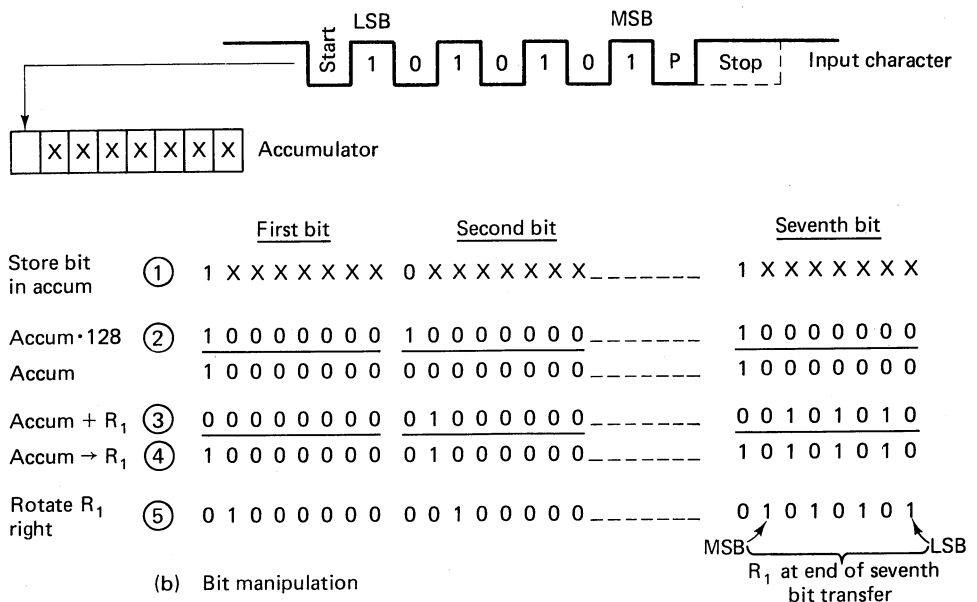 LSB MSB
Start 1 0 1 0 1 0 1 P Stop Input character
X X X X X X X Accumulator
First bit Second bit Seventh bit
Store bit in accum ① 1 X X X X X X X 0 X X X X X X X _ _ _ _ _ _ _ 1 X X X X X X X
Accum · 128 ② 1 0 0 0 0 0 0 0 1 0 0 0 0 0 0 0 _ _ _ _ _ _ _ 1 0 0 0 0 0 0 0
Accum 1 0 0 0 0 0 0 0 0 0 0 0 0 0 0 0 _ _ _ _ _ _ _ 1 0 0 0 0 0 0 0
Accum + R₁ ③ 0 0 0 0 0 0 0 0 0 1 0 0 0 0 0 0 _ _ _ _ _ _ _ 0 0 1 0 1 0 1 0
Accum → R₁ ④ 1 0 0 0 0 0 0 0 0 1 0 0 0 0 0 0 _ _ _ _ _ _ _ 1 0 1 0 1 0 1 0
Rotate R₁ right ⑤ 0 1 0 0 0 0 0 0 0 0 1 0 0 0 0 0 _ _ _ _ _ _ _ 0 1 0 1 0 1 0 1
MSB LSB
R₁ at end of seventh
bit transfer
(b) Bit manipulation